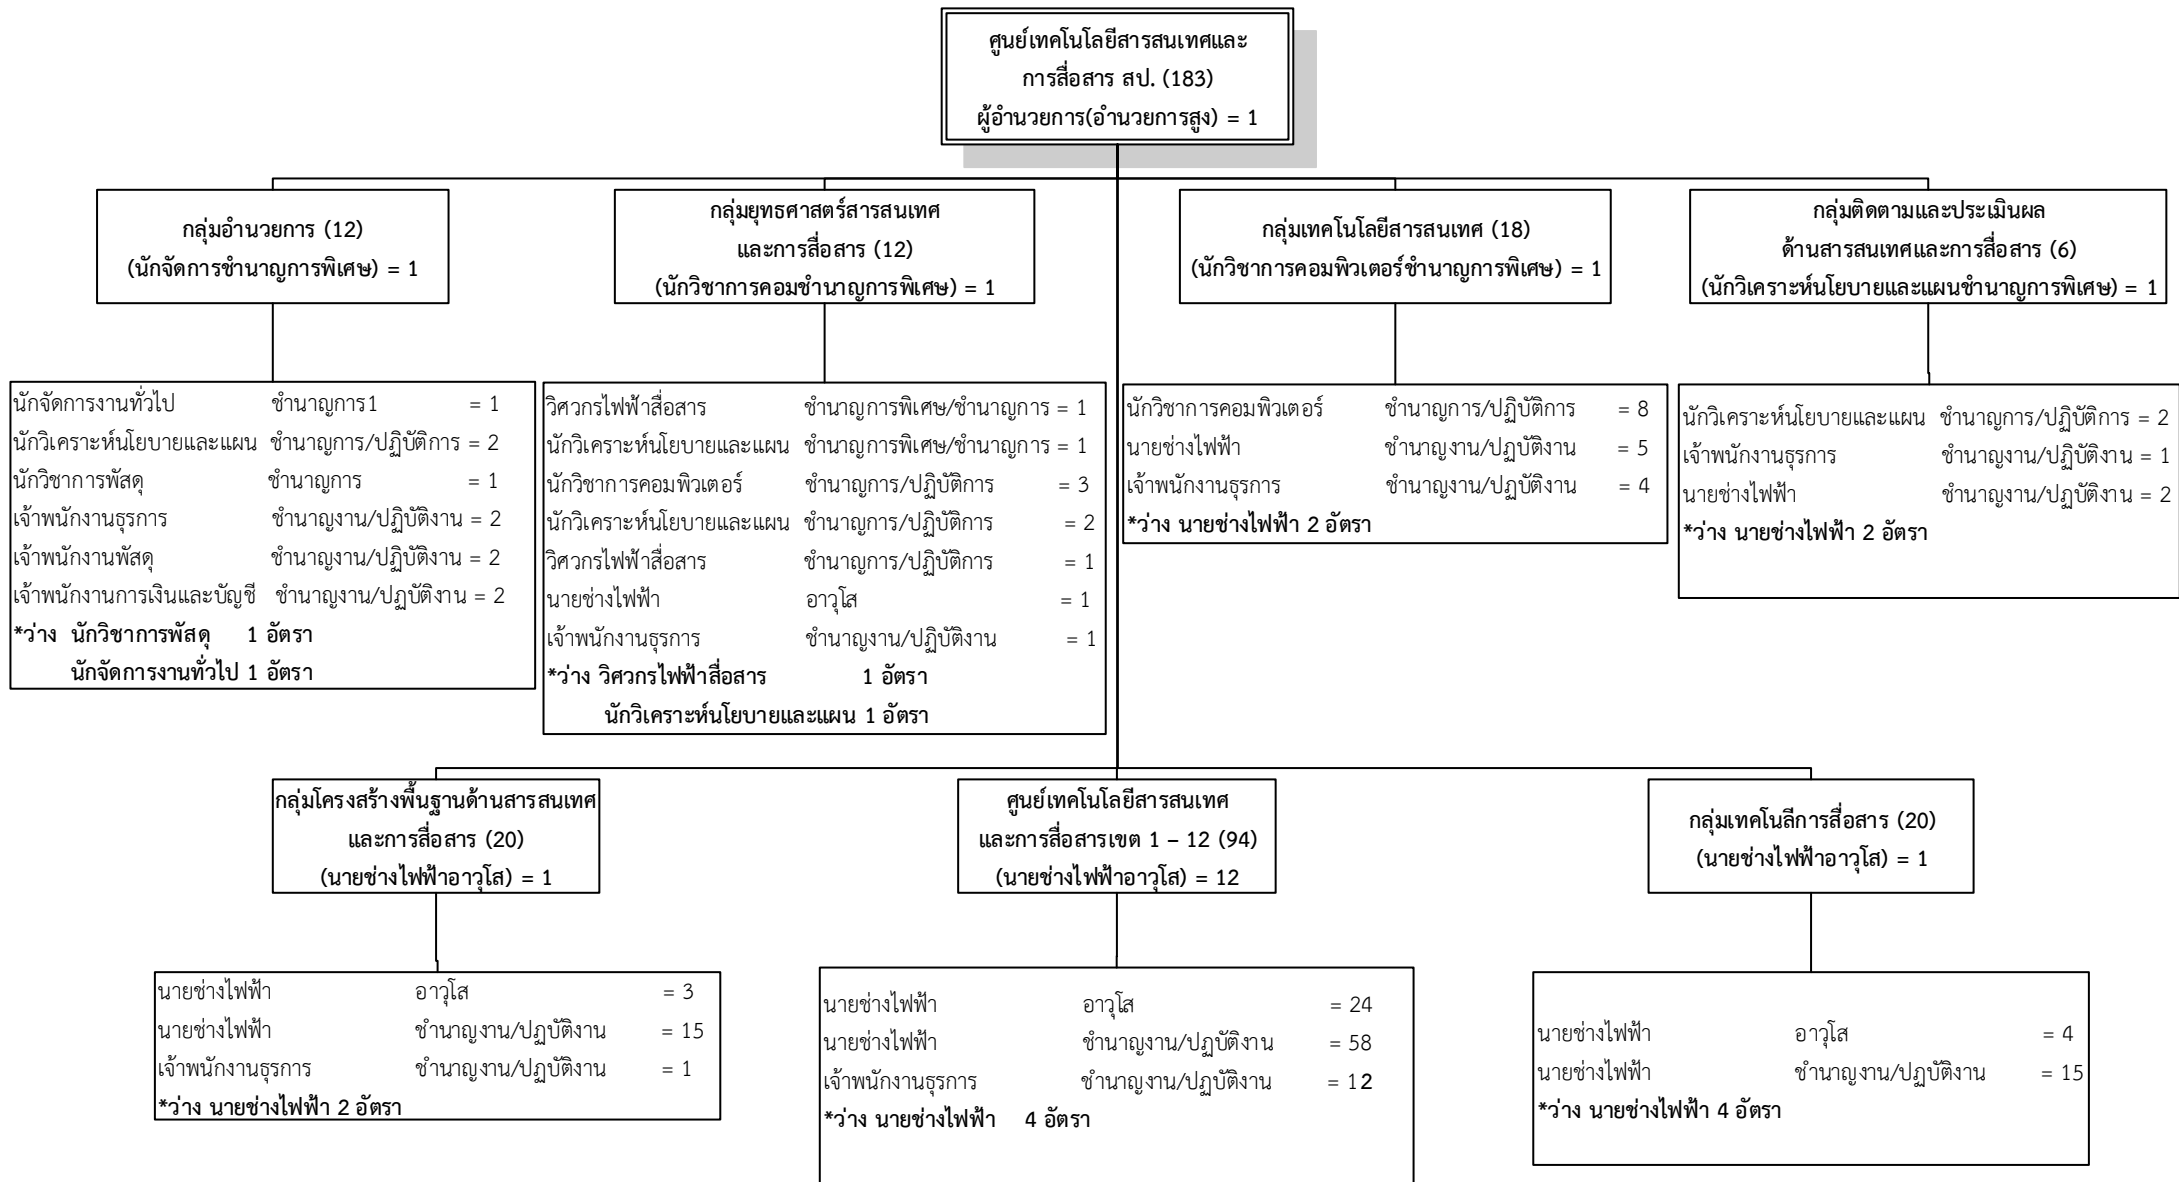 ศูนย์เทคโนโลยีสารสนเทศและ
การสื่อสาร สป. (183)
ผู้อำนวยการ(อำนวยการสูง) = 1
กลุ่มอำนวยการ (12)
(นักจัดการชำนาญการพิเศษ) = 1
กลุ่มยุทธศาสตร์สารสนเทศ
และการสื่อสาร (12)
(นักวิชาการคอมชำนาญการพิเศษ) = 1
กลุ่มเทคโนโลยีสารสนเทศ (18)
(นักวิชาการคอมพิวเตอร์ชำนาญการพิเศษ) = 1
กลุ่มติดตามและประเมินผล
ด้านสารสนเทศและการสื่อสาร (6)
(นักวิเคราะห์นโยบายและแผนชำนาญการพิเศษ) = 1
นักจัดการงานทั่วไป ชำนาญการ1 = 1
นักวิเคราะห์นโยบายและแผน ชำนาญการ/ปฏิบัติการ = 2
นักวิชาการพัสดุ ชำนาญการ = 1
เจ้าพนักงานธุรการ ชำนาญงาน/ปฏิบัติงาน = 2
เจ้าพนักงานพัสดุ ชำนาญงาน/ปฏิบัติงาน = 2
เจ้าพนักงานการเงินและบัญชี ชำนาญงาน/ปฏบัติงาน = 2
*ว่าง นักวิชาการพัสดุ 1 อัตรา
นักจัดการงานทั่วไป 1 อัตรา
วิศวกรไฟฟ้าสื่อสาร ชำนาญการพิเศษ/ชำนาญการ = 1
นักวิเคราะห์นโยบายและแผน ชำนาญการพิเศษ/ชำนาญการ = 1
นักวิชาการคอมพิวเตอร์ ชำนาญการ/ปฏิบัติการ = 3
นักวิเคราะห์นโยบายและแผน ชำนาญการ/ปฏิบัติการ = 2
วิศวกรไฟฟ้าสื่อสาร ชำนาญการ/ปฏิบัติการ = 1
นายช่างไฟฟ้า อาวุโส = 1
เจ้าพนักงานธุรการ ชำนาญงาน/ปฏิบัติงาน = 1
*ว่าง วิศวกรไฟฟ้าสื่อสาร 1 อัตรา
นักวิเคราะห์นโยบายและแผน 1 อัตรา
นักวิชาการคอมพิวเตอร์ ชำนาญการ/ปฏิบัติการ = 8
นายช่างไฟฟ้า ชำนาญงาน/ปฏิบัติงาน = 5
เจ้าพนักงานธุรการ ชำนาญงาน/ปฏิบัติงาน = 4
*ว่าง นายช่างไฟฟ้า 2 อัตรา
นักวิเคราะห์นโยบายและแผน ชำนาญการ/ปฏิบัติการ = 2
เจ้าพนักงานธุรการ ชำนาญงาน/ปฏิบัติงาน = 1
นายช่างไฟฟ้า ชำนาญงาน/ปฏิบัติงาน = 2
*ว่าง นายช่างไฟฟ้า 2 อัตรา
กลุ่มโครงสร้างพื้นฐานด้านสารสนเทศ
และการสื่อสาร (20)
(นายช่างไฟฟ้าอาวุโส) = 1
ศูนย์เทคโนโลยีสารสนเทศ
และการสื่อสารเขต 1 – 12 (94)
(นายช่างไฟฟ้าอาวุโส) = 12
กลุ่มเทคโนลีการสื่อสาร (20)
(นายช่างไฟฟ้าอาวุโส) = 1
นายช่างไฟฟ้า อาวุโส = 3
นายช่างไฟฟ้า ชำนาญงาน/ปฏบัติงาน = 15
เจ้าพนักงานธุรการ ชำนาญงาน/ปฏบัติงาน = 1
*ว่าง นายช่างไฟฟ้า 2 อัตรา
นายช่างไฟฟ้า อาวุโส = 24
นายช่างไฟฟ้า ชำนาญงาน/ปฏบัติงาน = 58
เจ้าพนักงานธุรการ ชำนาญงาน/ปฏบัติงาน = 12
*ว่าง นายช่างไฟฟ้า 4 อัตรา
นายช่างไฟฟ้า อาวุโส = 4
นายช่างไฟฟ้า ชำนาญงาน/ปฏบัติงาน = 15
*ว่าง นายช่างไฟฟ้า 4 อัตรา